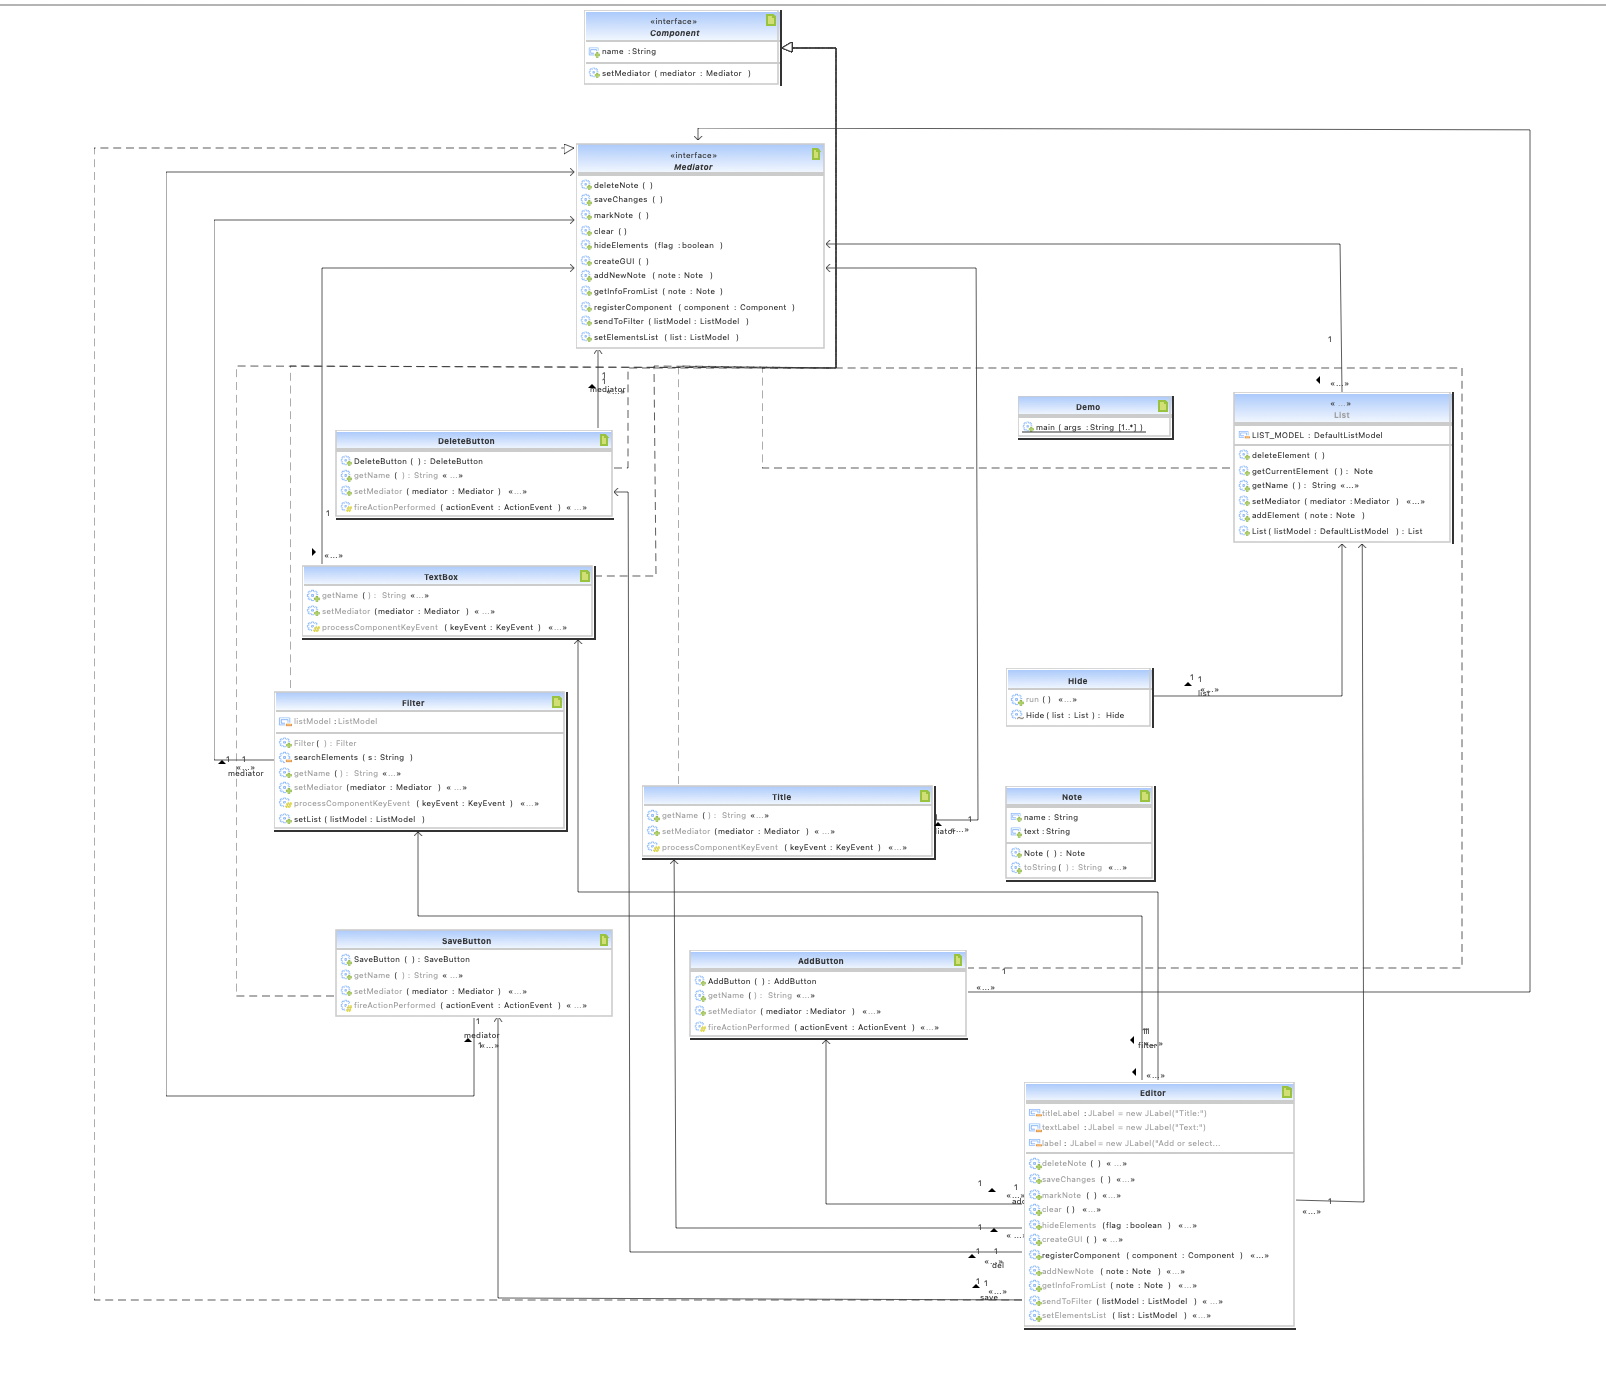 «interface»
Component
name : String
setMediator ( mediator : Mediator )
«interface»
Mediator
deleteNote ( )
saveChanges ( )
markNote ( )
clear ( )
hideElements (flag : boolean )
createGUI ( )
addNewNote ( note : Note )
getInfoFromList ( note : Note )
registerComponent ( component : Component )
sendToFilter ( listModel : ListModel )
setElementsList ( list : ListModel )
1
1
mediator
«...»
1
«...»
DeleteButton
DeleteButton ( ) : DeleteButton
getName ( ) : String «...»
setMediator ( mediator : Mediator ) «...»
fireActionPerformed ( actionEvent : ActionEvent ) «...»
Demo
main ( args : String [1..*] )
«...»
List
LIST_MODEL : DefaultListModel
deleteElement ( )
getCurrentElement ( ) : Note
getName ( ) : String «...»
setMediator ( mediator : Mediator ) «...»
addElement ( note : Note )
List ( listModel : DefaultListModel ) : List
1
«...»
TextBox
getName ( ) : String «...»
setMediator (mediator : Mediator ) «...»
processComponentKeyEvent ( keyEvent : KeyEvent ) «...»
Hide
run ( ) «...»
Hide ( list : List ) : Hide
1
1
«...»
list
Filter
listModel : ListModel
Filter ( ) : Filter
searchElements ( s : String )
getName ( ) : String «...»
setMediator (mediator : Mediator ) «...»
processComponentKeyEvent ( keyEvent : KeyEvent ) «...»
setList ( listModel : ListModel )
1
1
«...»
mediator
Title
getName ( ) : String «...»
setMediator (mediator : Mediator ) «...»
processComponentKeyEvent ( keyEvent : KeyEvent ) «...»
1
1
«...»
Note
name : String
text : String
Note ( ) : Note
toString ( ) : String «...»
SaveButton
SaveButton ( ) : SaveButton
getName ( ) : String «...»
setMediator ( mediator : Mediator ) «...»
fireActionPerformed ( actionEvent : ActionEvent ) «...»
1
mediator
1
«...»
AddButton
AddButton ( ) : AddButton
getName ( ) : String «...»
setMediator ( mediator : Mediator ) «...»
fireActionPerformed ( actionEvent : ActionEvent ) «...»
1
«...»
filter
«...»
Editor
titleLabel : JLabel = new JLabel("Title:")
textLabel : JLabel = new JLabel("Text:")
label : JLabel = new JLabel("Add or select...
deleteNote ( ) «...»
saveChanges ( ) «...»
markNote ( ) «...»
clear ( ) «...»
hideElements (flag : boolean ) «...»
createGUI ( ) «...»
registerComponent ( component : Component ) «...»
addNewNote ( note : Note ) «...»
getInfoFromList ( note : Note ) «...»
sendToFilter ( listModel : ListModel ) «...»
setElementsList ( list : ListModel ) «...»
1
1
«...
1
«...
1
1
«...»
del
1
1
«...»
save
1
«...»